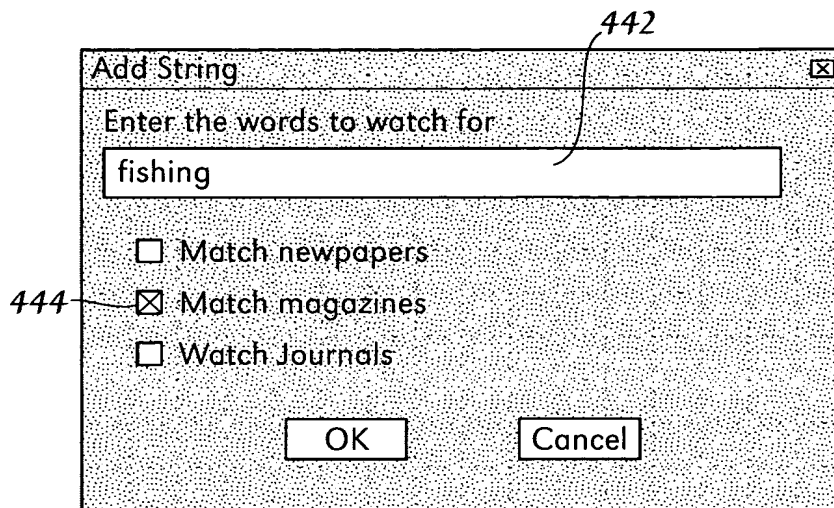 442
Add String
Enter the words to watch for
fishing
Match newpapers
444 Match magazines
Watch Journals
OK Cancel